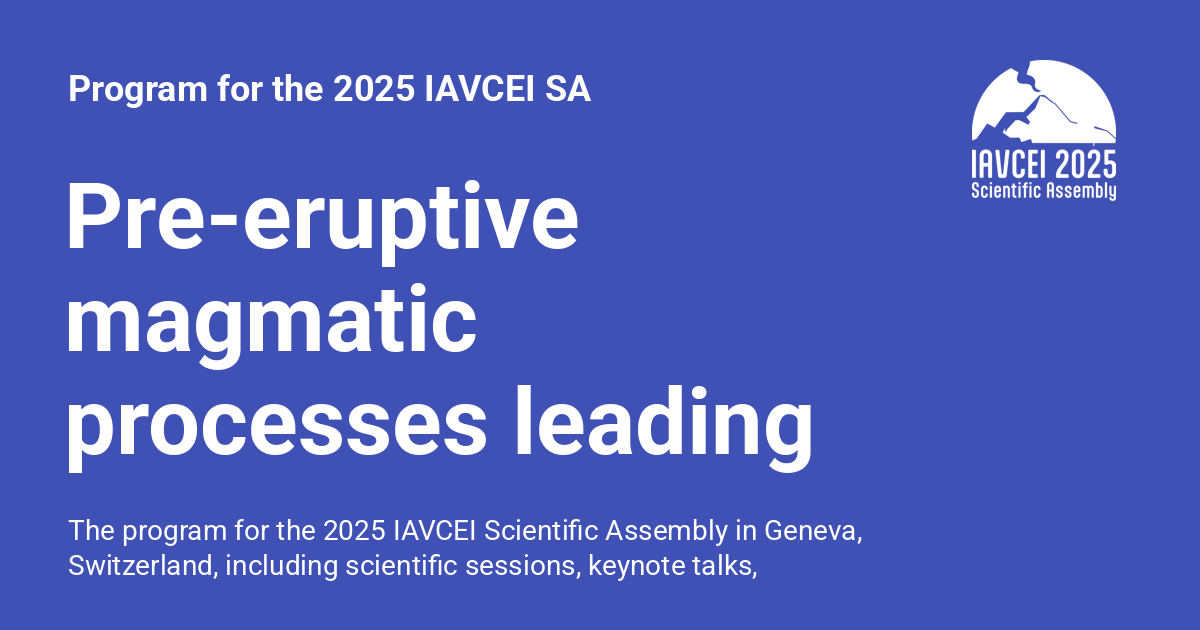 Program for the 2025 IAVCEI SA
IAVCEI 2025
Scientific Assembly
Pre-eruptive
magmatic
processes leading
The program for the 2025 IAVCEI Scientific Assembly in Geneva,
Switzerland, including scientific sessions, keynote talks,